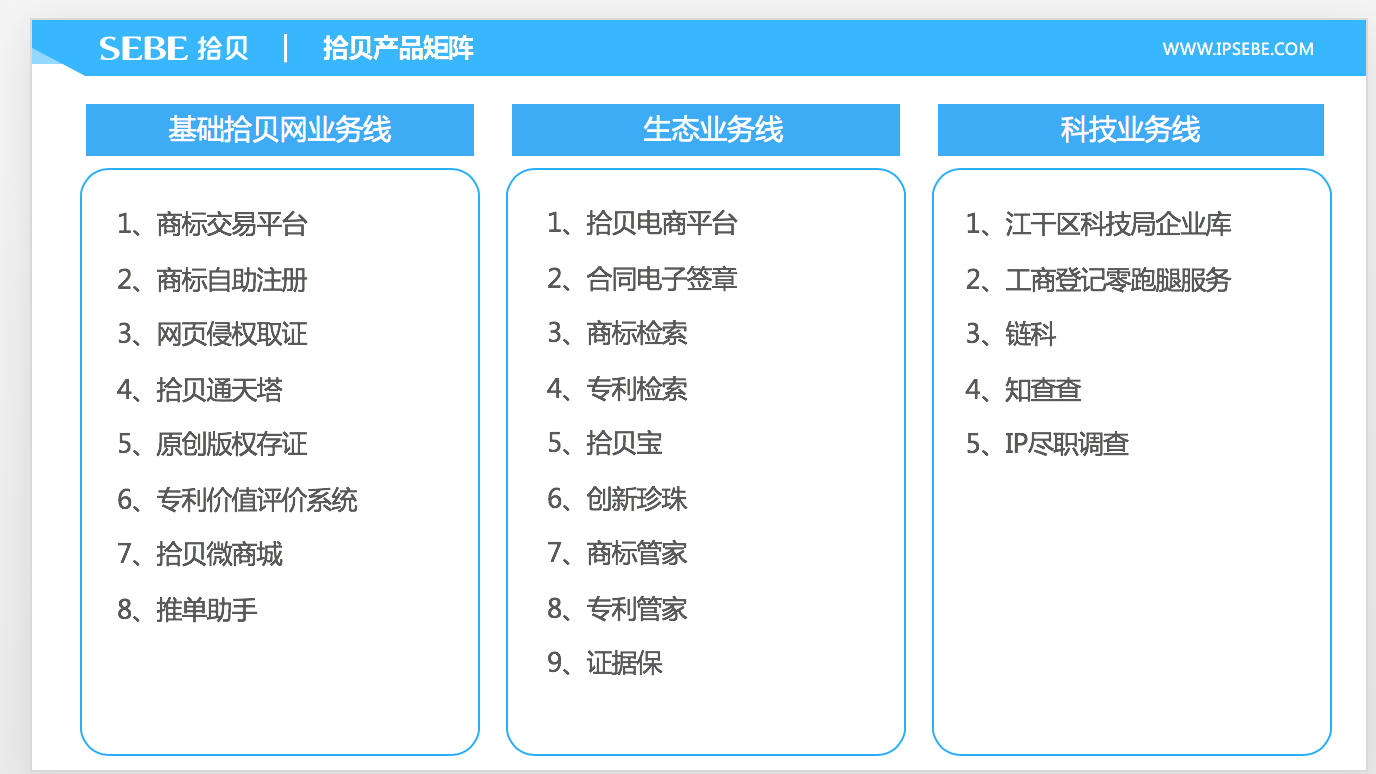 SEBE 拾贝 拾贝产品矩阵 WWW.IPSEBE.COM
基础拾贝网业务线
1、商标交易平台
2、商标自助注册
3、网页侵权取证
4、拾贝通天塔
5、原创版权存证
6、专利价值评价系统
7、拾贝微商城
8、推单助手
生态业务线
1、拾贝电商平台
2、合同电子签章
3、商标检索
4、专利检索
5、拾贝宝
6、创新珍珠
7、商标管家
8、专利管家
9、证据保
科技业务线
1、江干区科技局企业库
2、工商登记零跑腿服务
3、链科
4、知查查
5、IP尽职调查